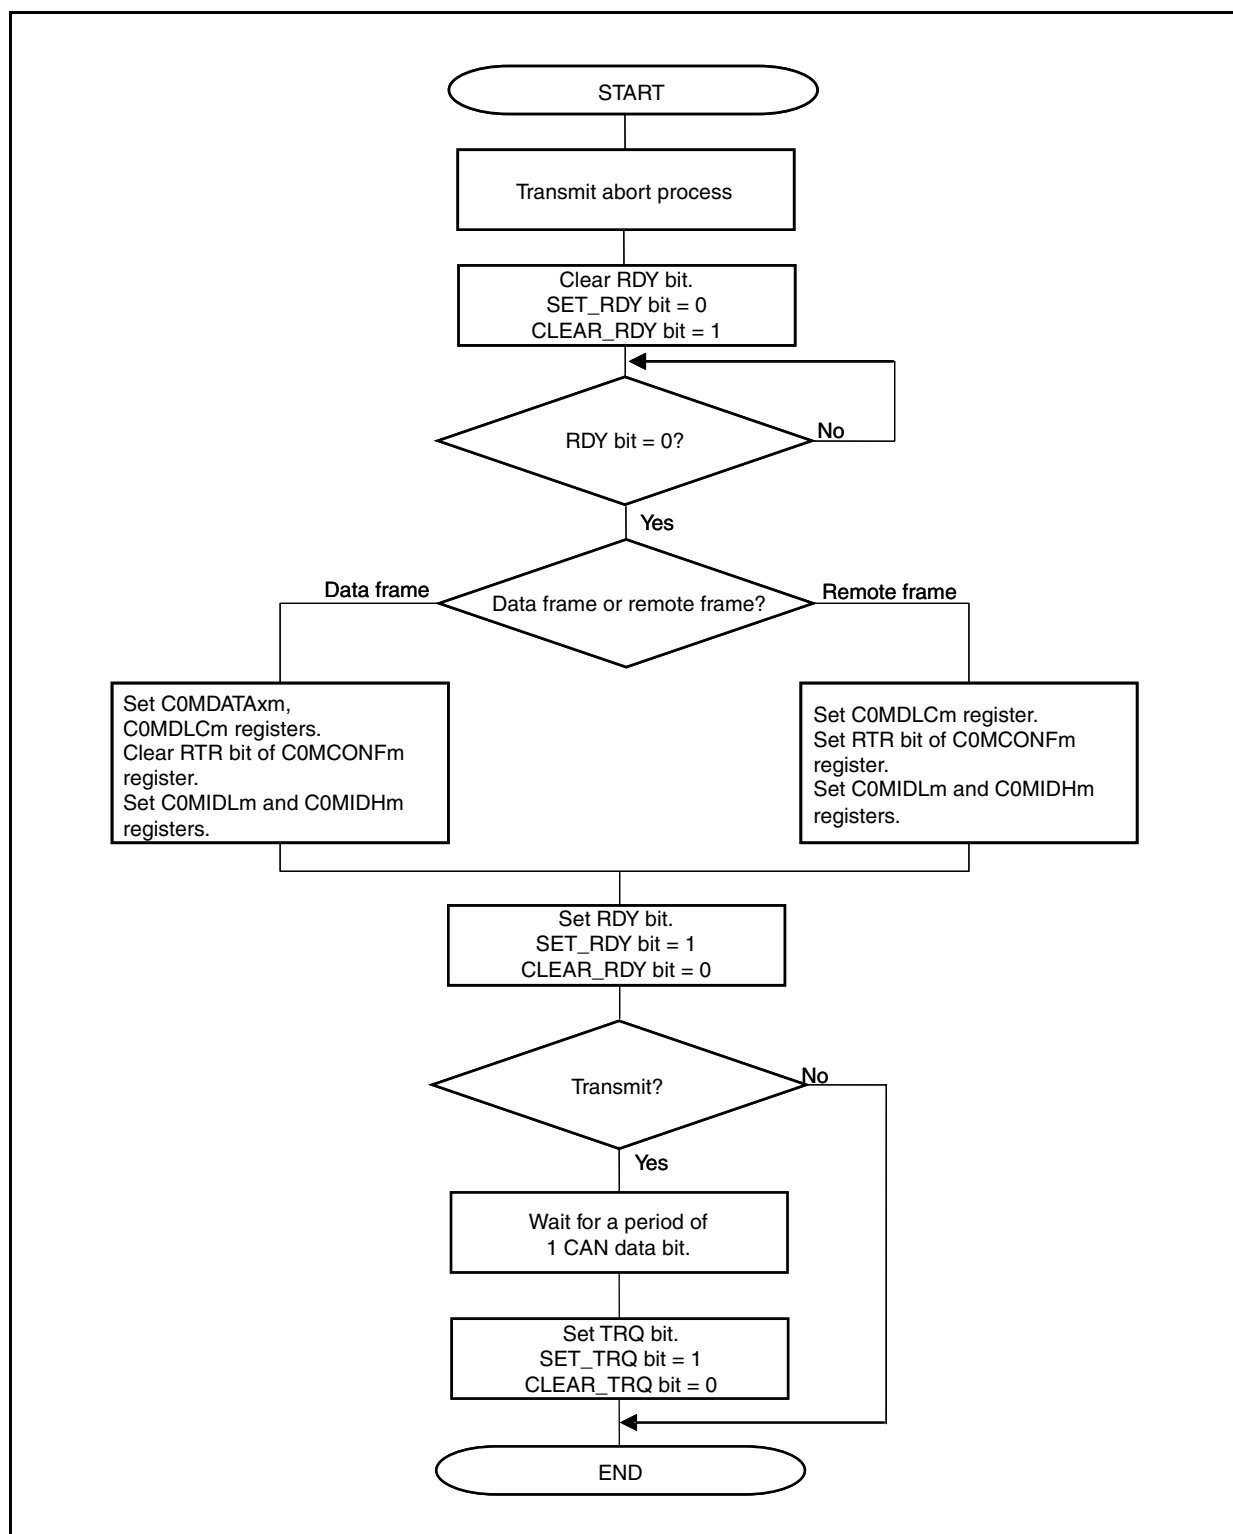 START
Transmit abort process
Clear RDY bit.
SET_RDY bit = 0
CLEAR_RDY bit = 1
RDY bit = 0?
No
Yes
Data frame
Data frame or remote frame?
Remote frame
Set C0MDATAxm,
C0MDLCm registers.
Clear RTR bit of C0MCONFm
register.
Set C0MIDLm and C0MIDHm
registers.
Set C0MDLCm register.
Set RTR bit of C0MCONFm
register.
Set C0MIDLm and C0MIDHm
registers.
Set RDY bit.
SET_RDY bit = 1
CLEAR_RDY bit = 0
Transmit?
No
Yes
Wait for a period of
1 CAN data bit.
Set TRQ bit.
SET_TRQ bit = 1
CLEAR_TRQ bit = 0
END